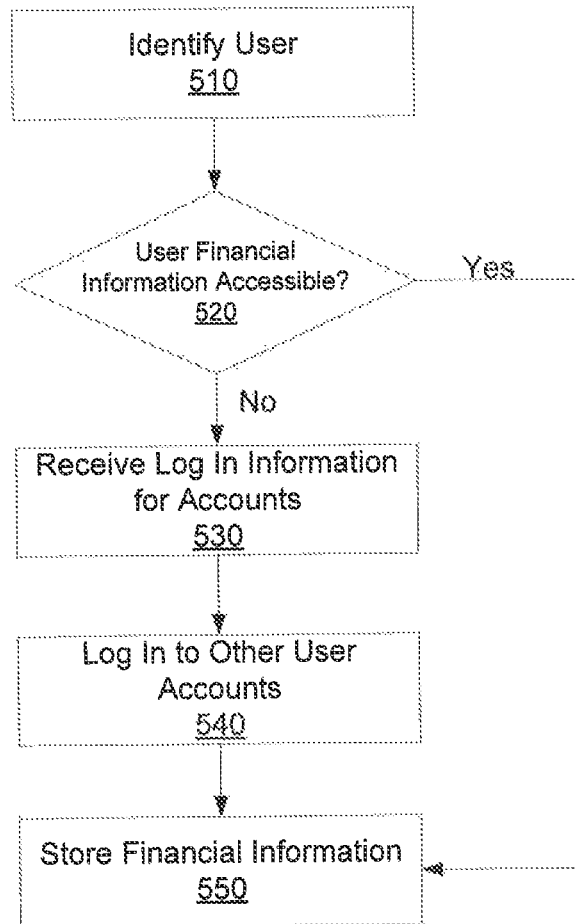 Identify User
510
User Financial
Information Accessible?
520
Yes
No
Receive Log In Information
for Accounts
530
Log In to Other User
Accounts
540
Store Financial Information
550